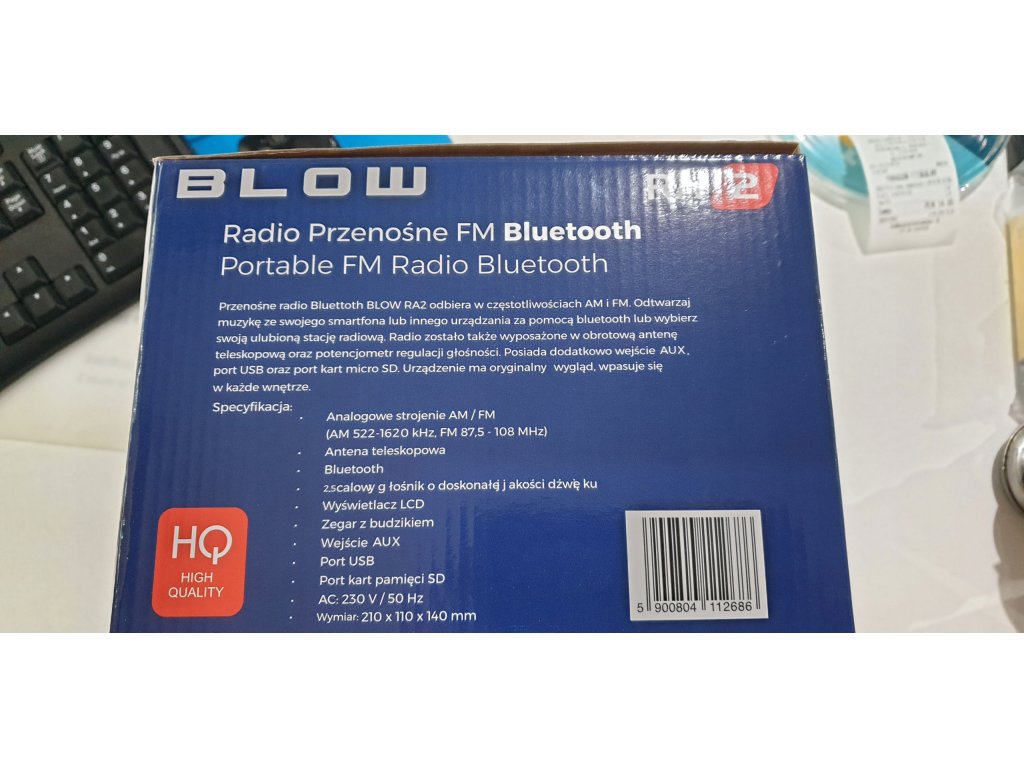 BLOW
RA2
Radio Przenośne FM Bluetooth
Portable FM Radio Bluetooth
Przenośne radio Bluettoth BLOW RA2 odbiera w częstotliwościach AM i FM. Odtwarzaj
muzykę ze swojego smartfona lub innego urządzania za pomocą bluetooth lub wybierz
swoją ulubioną stację radiową. Radio zostało także wyposażone w obrotową antenę
teleskopową oraz potencjometr regulacji głośności. Posiada dodatkowo wejście AUX,
port USB oraz port kart micro SD. Urządzenie ma oryginalny wygląd, wpasuje się
w każde wnętrze.
Specyfikacja:
· Analogowe strojenie AM / FM
(AM 522-1620 kHz, FM 87,5 - 108 MHz)
· Antena teleskopowa
· Bluetooth
· 2,5calowy g łośnik o doskonałej j akości dźwię ku
· Wyświetlacz LCD
· Zegar z budzikiem
· Wejście AUX
· Port USB
· Port kart pamięci SD
· AC: 230 V / 50 Hz
· Wymiar: 210 x 110 x 140 mm
HQ
HIGH
QUALITY
5 900804 112686